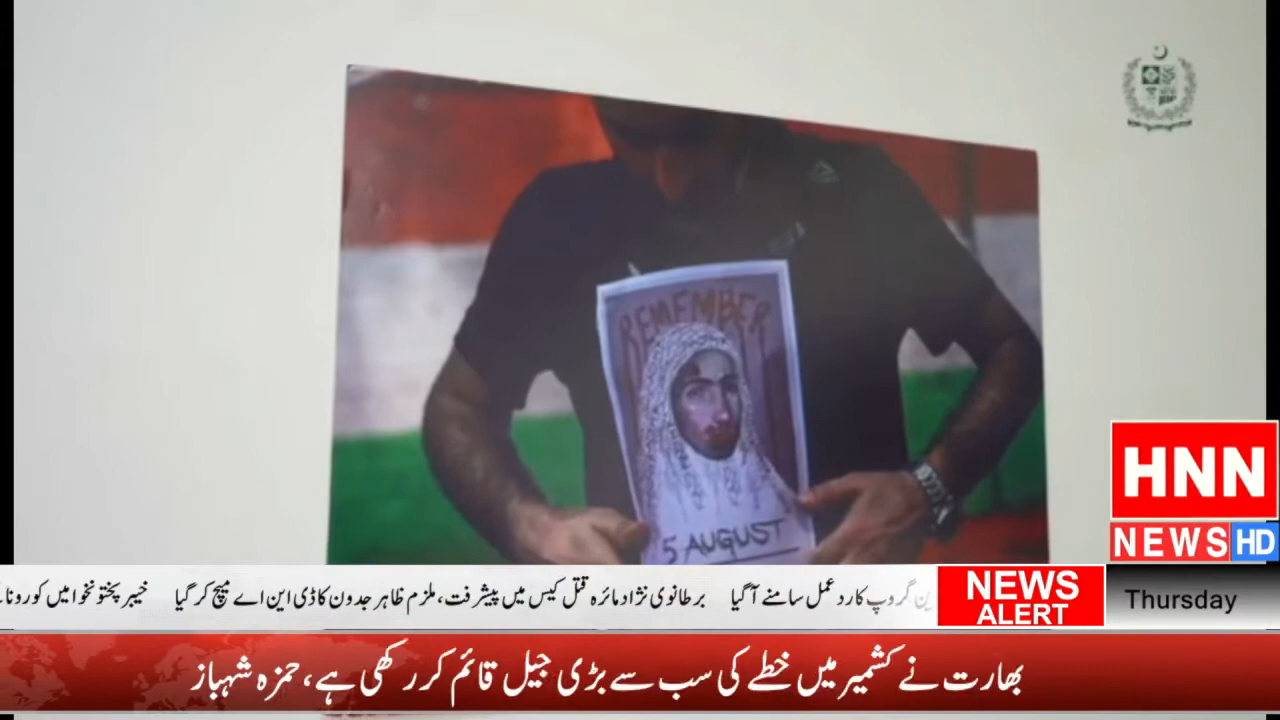 REMEMBER
5 AUGUST
HNN
NEWS HD
NEWS
ALERT
Thursday
گروپ کا ردعمل سامنے آگیا برطانوی نژاد مائرہ قتل کیس میں پیشرفت، ملزم ظاہر جدون کا ڈی این اے میچ کر گیا خیبر پختونخوا میں کورونا
بھارت نے کشمیر میں خطے کی سب سے بڑی جیل قائم کر رکھی ہے، حمزہ شہباز